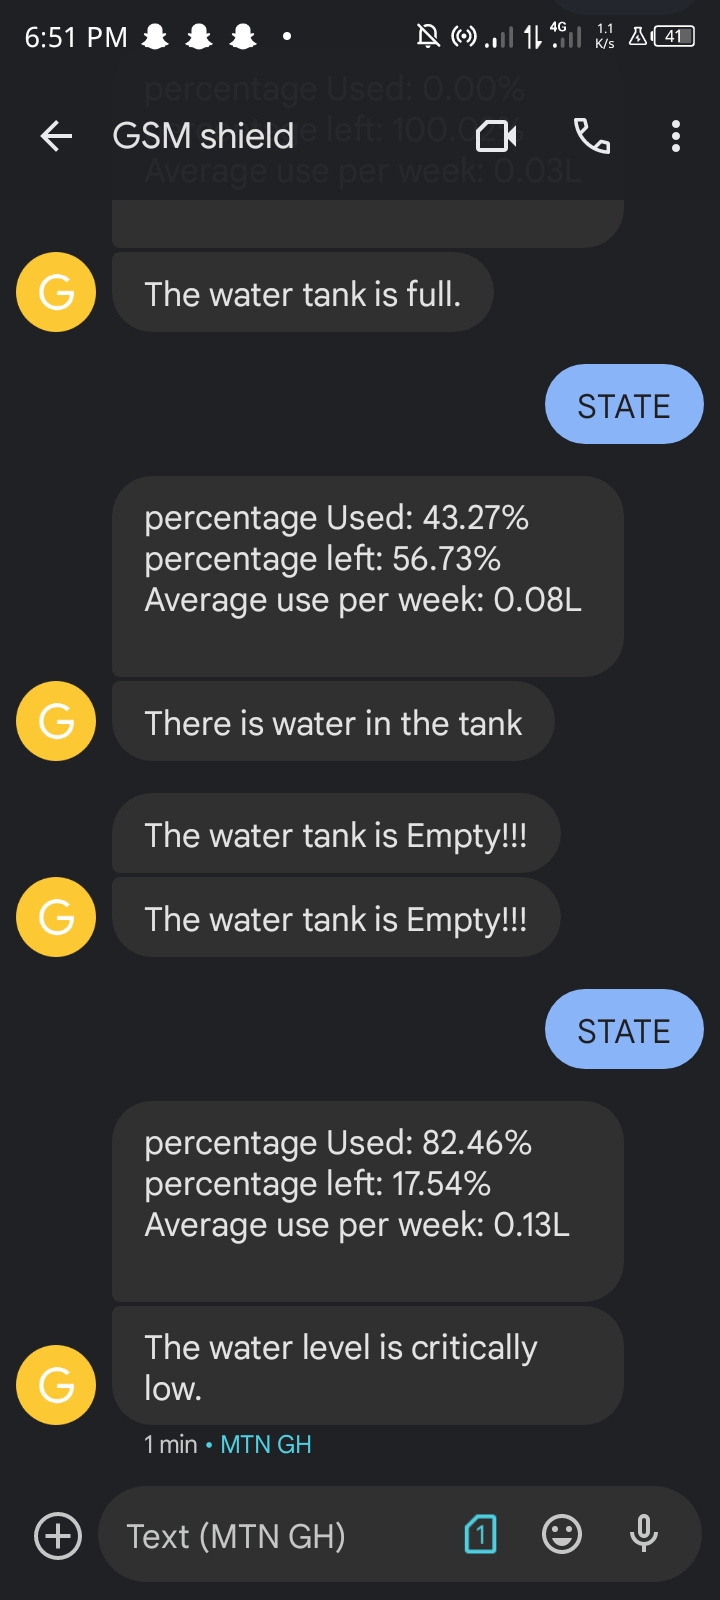 6:51 PM
4G
1.1
K/s
41
percentage Used: 0.00%
GSM shield
percentage left: 100.00%
Average use per week: 0.03L
The water tank is full.
G
STATE
percentage Used: 43.27%
percentage left: 56.73%
Average use per week: 0.08L
There is water in the tank
G
The water tank is Empty!!!
The water tank is Empty!!!
G
STATE
percentage Used: 82.46%
percentage left: 17.54%
Average use per week: 0.13L
The water level is critically
low.
G
1 min • MTN GH
Text (MTN GH)
1